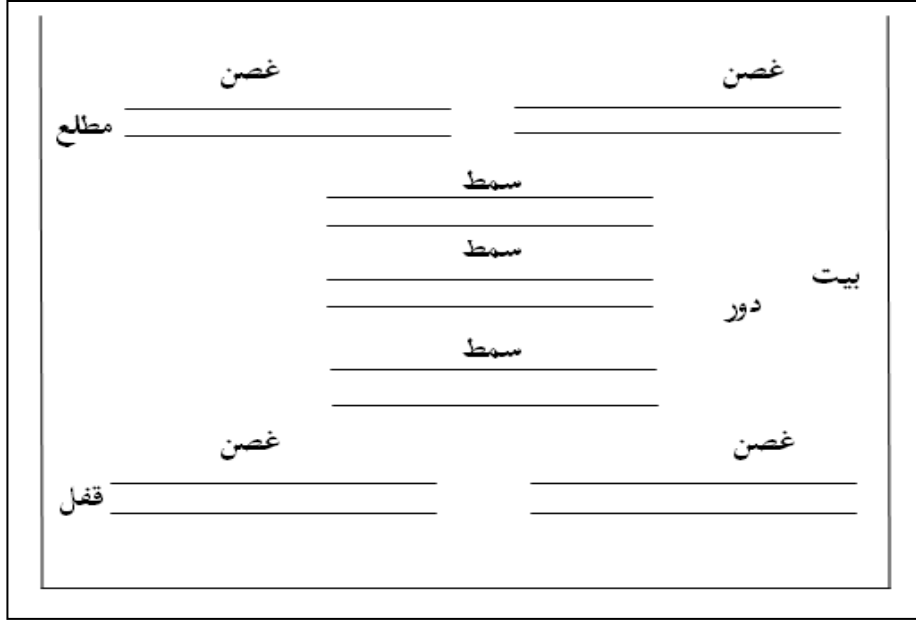 غصن غصن
مطلع
سمط
سمط
بيت
دور
سمط
غصن غصن
قفل